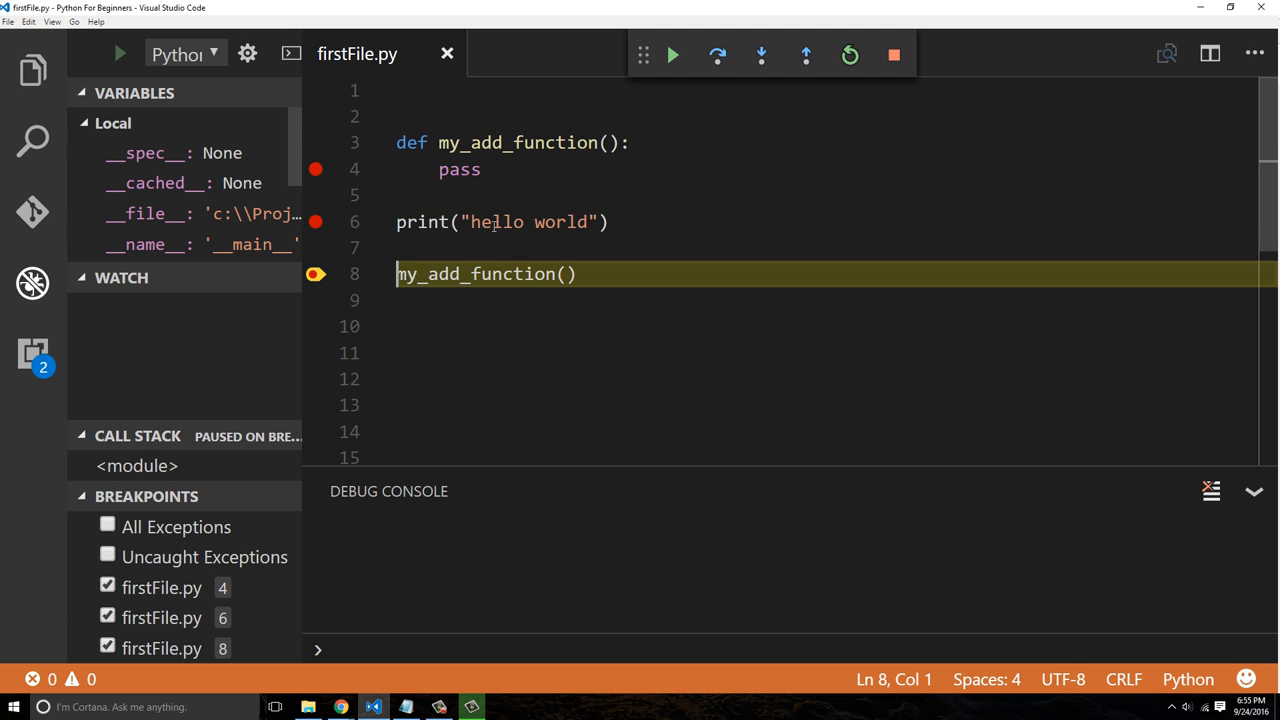 firstFile.py - Python For Beginners - Visual Studio Code
File Edit View Go Help
Pythor
firstFile.py
VARIABLES
Local
__spec__: None
__cached__: None
__file__: 'c:\\Proj…
__name__: '__main__'
WATCH
CALL STACK PAUSED ON BRE…
<module>
BREAKPOINTS
All Exceptions
Uncaught Exceptions
firstFile.py 4
firstFile.py 6
firstFile.py 8
1
2
3 def my_add_function():
4 pass
5
6 print("hello world")
7
8 my_add_function()
9
10
11
12
13
14
15
DEBUG CONSOLE
2
0 0
Ln 8, Col 1 Spaces: 4 UTF-8 CRLF Python
I'm Cortana. Ask me anything.
6:55 PM
9/24/2016